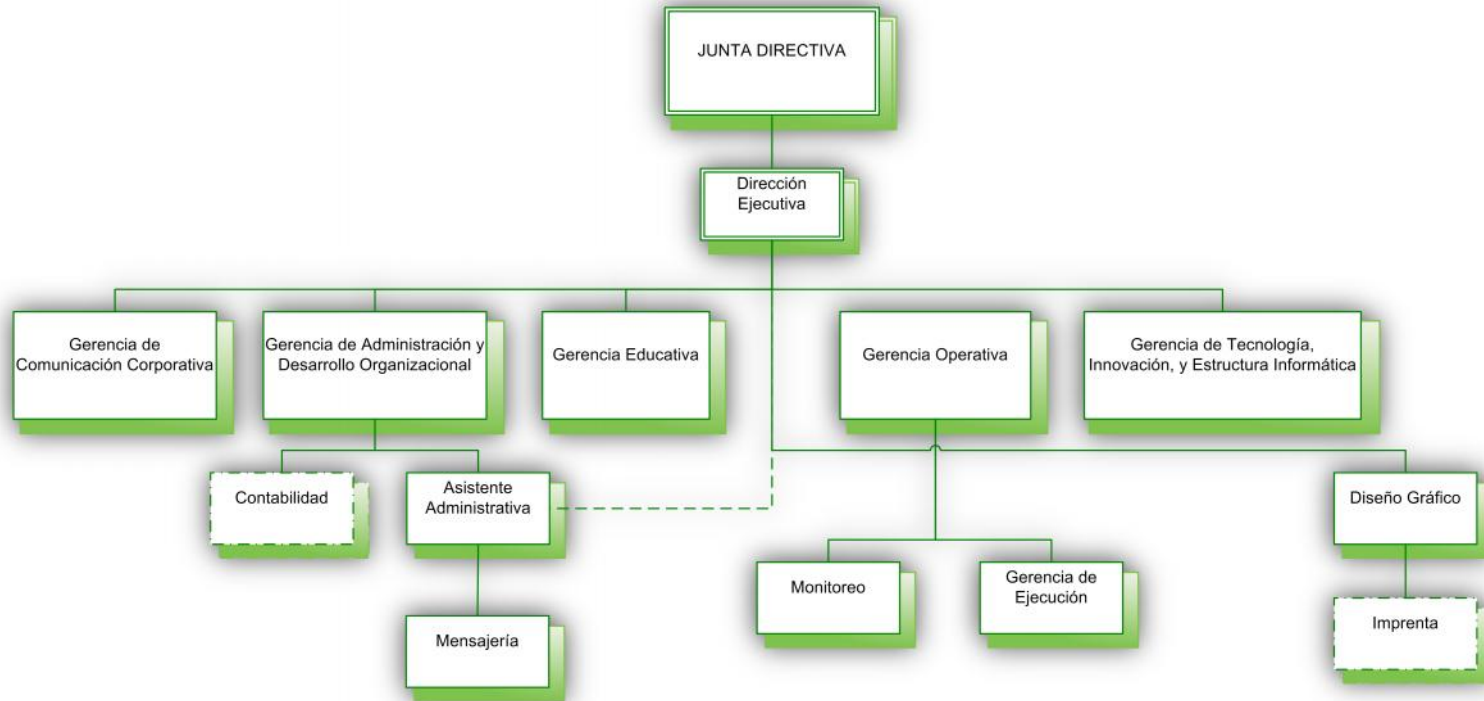 JUNTA DIRECTIVA
Dirección
Ejecutiva
Gerencia de
Comunicación Corporativa
Gerencia de Administración y
Desarrollo Organizacional
Gerencia Educativa
Gerencia Operativa
Gerencia de Tecnología,
Innovación, y Estructura Informática
Contabilidad
Asistente
Administrativa
Diseño Gráfico
Monitoreo
Gerencia de
Ejecución
Imprenta
Mensajería